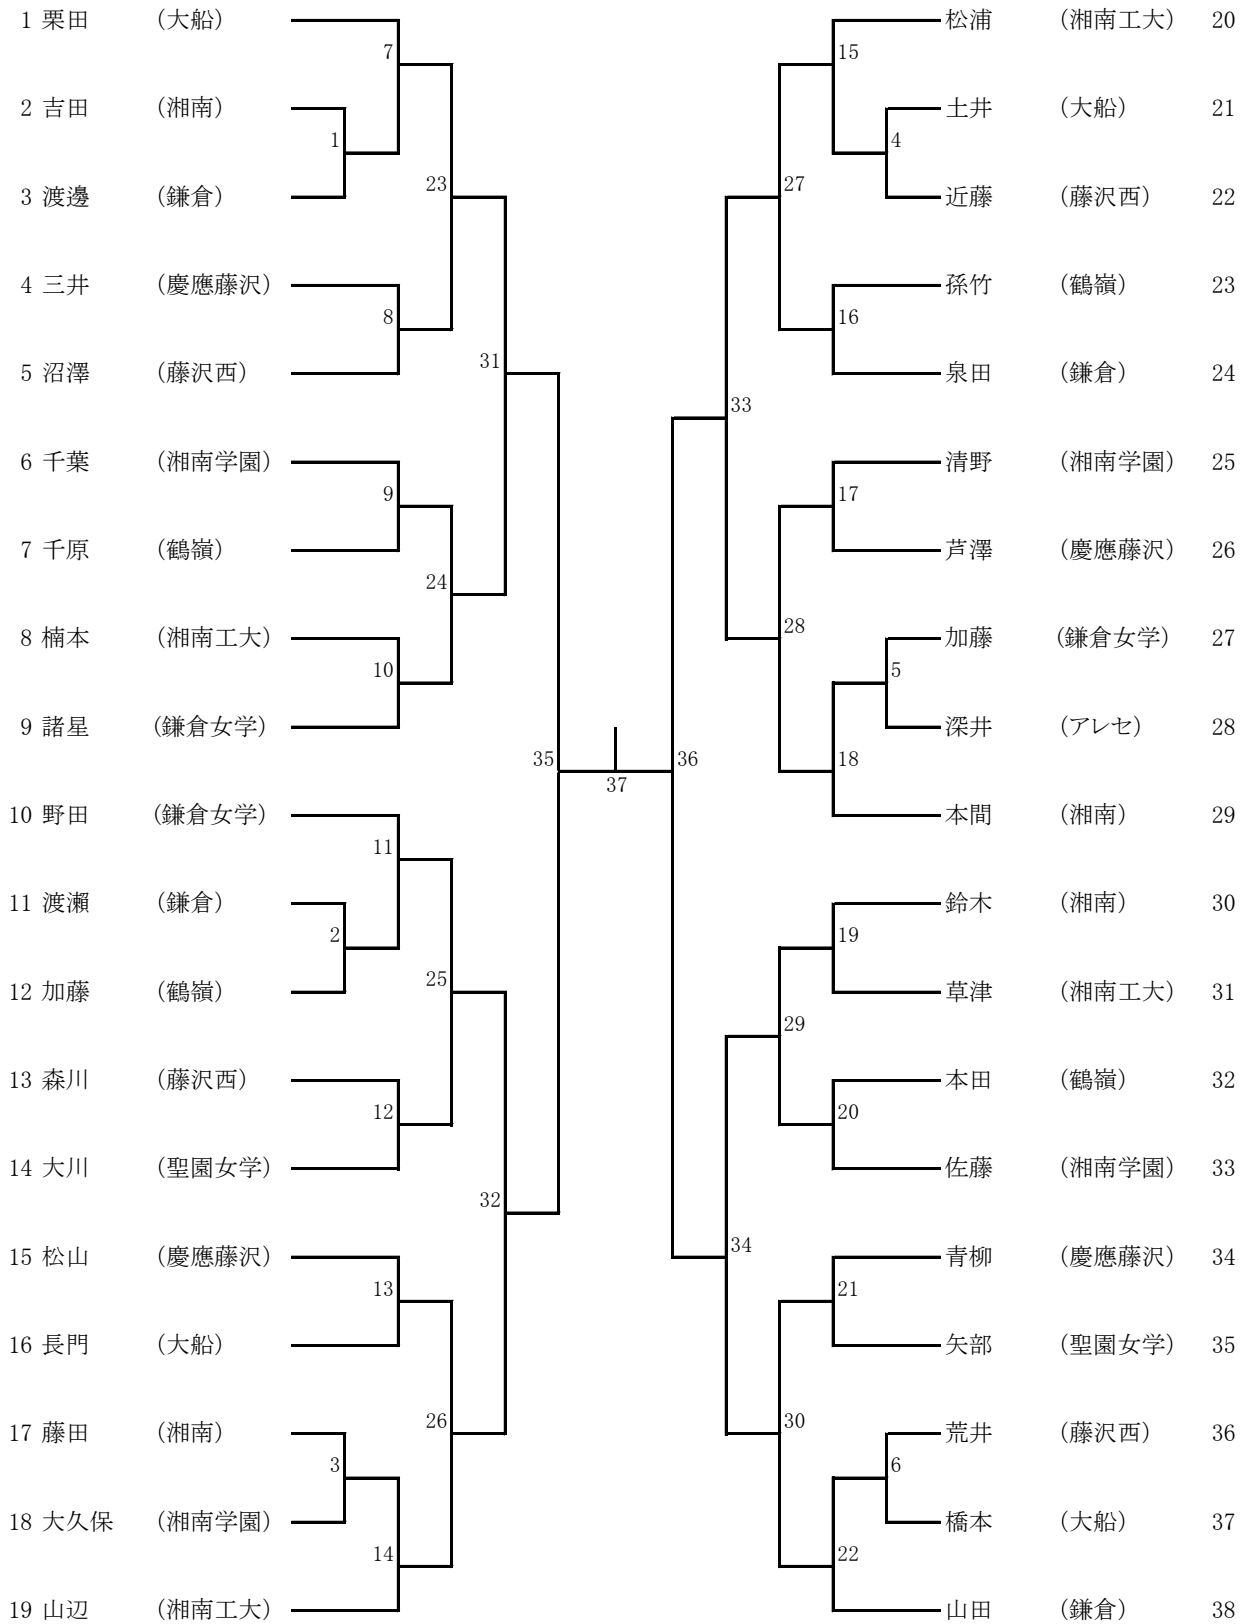 1 栗田 （大船） 松浦 （湘南工大） 20
7 15
2 吉田 （湘南） 土井 （大船） 21
1 4
3 渡邊 （鎌倉） 23 27 近藤 （藤沢西） 22
4 三井 （慶應藤沢） 孫竹 （鶴嶺） 23
8 16
5 沼澤 （藤沢西） 31 泉田 （鎌倉） 24
33
6 千葉 （湘南学園） 清野 （湘南学園） 25
9 17
7 千原 （鶴嶺） 芦澤 （慶應藤沢） 26
24
8 楠本 （湘南工大） 28 加藤 （鎌倉女学） 27
10 5
9 諸星 （鎌倉女学） 深井 （アレセ） 28
35 37 36 18
10 野田 （鎌倉女学） 本間 （湘南） 29
11
11 渡瀬 （鎌倉） 鈴木 （湘南） 30
2 19
12 加藤 （鶴嶺） 25 草津 （湘南工大） 31
29
13 森川 （藤沢西） 本田 （鶴嶺） 32
12 20
14 大川 （聖園女学） 佐藤 （湘南学園） 33
32
15 松山 （慶應藤沢） 34 青柳 （慶應藤沢） 34
13 21
16 長門 （大船） 矢部 （聖園女学） 35
17 藤田 （湘南） 26 30 荒井 （藤沢西） 36
3 6
18 大久保 （湘南学園） 橋本 （大船） 37
14 22
19 山辺 （湘南工大） 山田 （鎌倉） 38